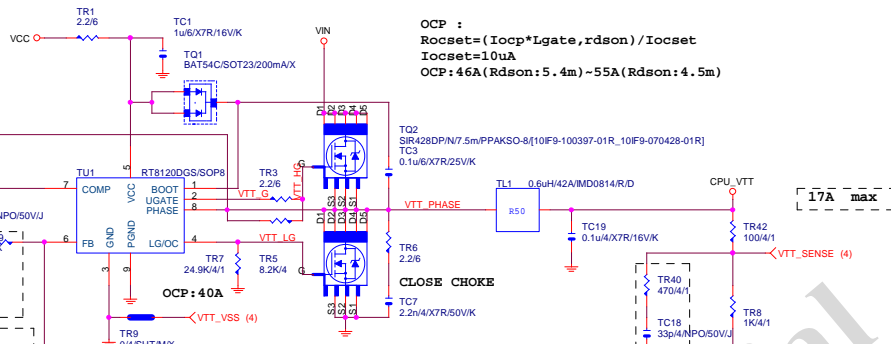 TR1
2.2/6
VCC
TC1
1u/6/X7R/16V/K
TQ1
BAT54C/SOT23/200mA/X
VIN
OCP :
Rocset=(Iocp*Lgate,rdson)/Iocset
Iocset=10uA
OCP:46A(Rdson:5.4m)~55A(Rdson:4.5m)
D1
D2
D3
D4
D5
TQ2
SIR428DP/N/7.5m/PPAKSO-8/[10IF9-100397-01R_10IF9-070428-01R]
TC3
0.1u/6/X7R/25V/K
G
S3
S2
S1
TU1
RT8120DGS/SOP8
5
VCC
7
COMP
BOOT
1
UGATE
2
PHASE
8
6
FB
GND
PGND
LG/OC
4
3
9
TR3
2.2/6
VTT_G
VTT_HG
VTT_LG
VTT_PHASE
D1
D2
D3
D4
D5
G
S3
S2
S1
TR7
24.9K/4/1
TR5
8.2K/4
OCP:40A
CLOSE CHOKE
TR6
2.2/6
TC7
2.2n/4/X7R/50V/K
TL1
0.6uH/42A/IMD0814/R/D
R50
CPU_VTT
17A max
TC19
0.1u/4/X7R/16V/K
TR42
100/4/1
VTT_SENSE (4)
TR40
470/4/1
TC18
33p/4/NPO/50V/J
TR8
1K/4/1
NPO/50V/J
VTT_VSS (4)
TR9
0/4/SHT/M/X